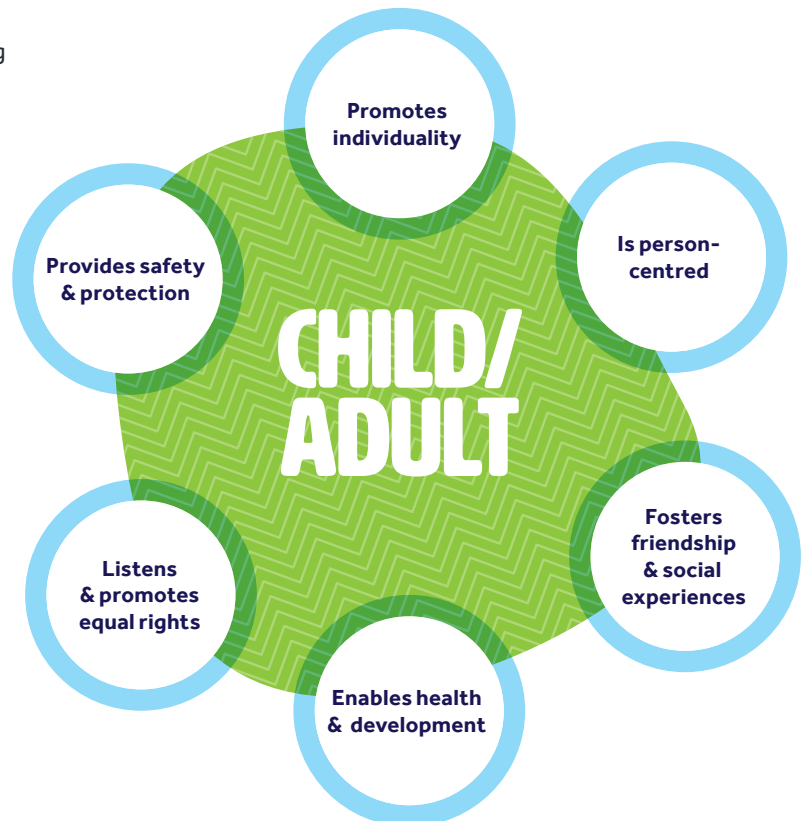 g
Promotes
individuality
Is person-
centred
Fosters
friendship
& social
experiences
Enables health
& development
Listens
& promotes
equal rights
Provides safety
& protection
CHILD/
ADULT